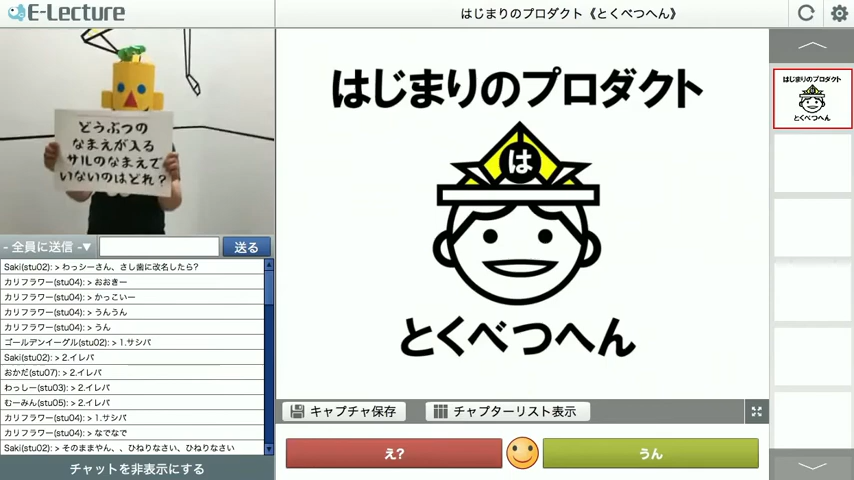 E-Lecture
はじまりのプロダクト《とくべつへん》
どうぶつの
なまえが入る
サルのなまえで
いないのはどれ?
- 全員に送信 -▼
送る
Saki(stu02): > わっシーさん、さし歯に改名したら?
カリフラワー(stu04): > おおきー
カリフラワー(stu04): > かっこいー
カリフラワー(stu04): > うんうん
カリフラワー(stu04): > うん
ゴールデンイーグル(stu02): > 1.サシバ
Saki(stu02): > 2.イレバ
おかだ(stu07): > 2.イレバ
わっしー(stu03): > 2.イレバ
むーみん(stu05): > 2.イレバ
カリフラワー(stu04): > 1.サシバ
カリフラワー(stu04): > なでなで
Saki(stu02): > そのままやん、、ひねりなさい、ひねりなさい
チャットを非表示にする
はじまりのプロダクト
は
とくべつへん
キャプチャ保存
チャプターリスト表示
え?
うん
はじまりのプロダクト
は
とくべつへん